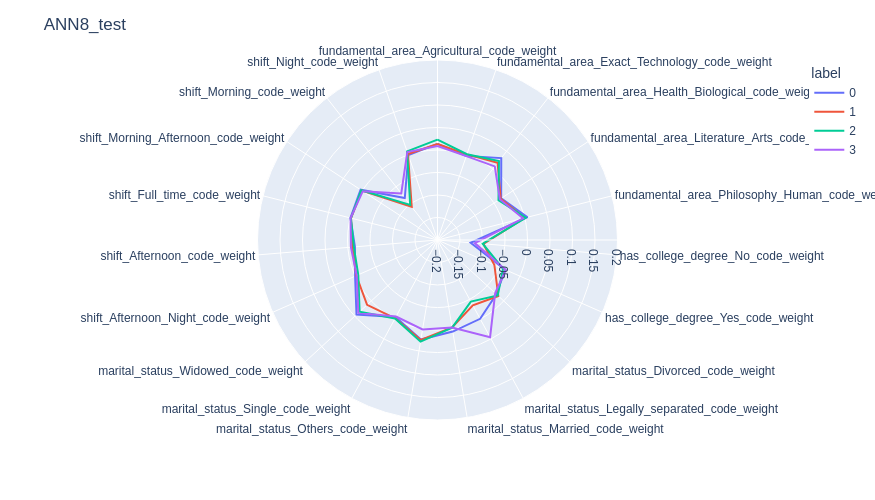 ANN8_test
fundamental_area_Agricultural_code_weight
shift_Night_code_weight
fundamental_area_Exact_Technology_code_weight
label
shift_Morning_code_weight
fundamental_area_Health_Biological_code_weig
0
1
2
3
shift_Morning_Afternoon_code_weight
fundamental_area_Literature_Arts_code_
shift_Full_time_code_weight
fundamental_area_Philosophy_Human_code_we
shift_Afternoon_code_weight
−0.2
−0.15
−0.1
−0.05
0
0.05
0.1
0.15
0.2
has_college_degree_No_code_weight
shift_Afternoon_Night_code_weight
has_college_degree_Yes_code_weight
marital_status_Widowed_code_weight
marital_status_Divorced_code_weight
marital_status_Single_code_weight
marital_status_Legally_separated_code_weight
marital_status_Others_code_weight
marital_status_Married_code_weight